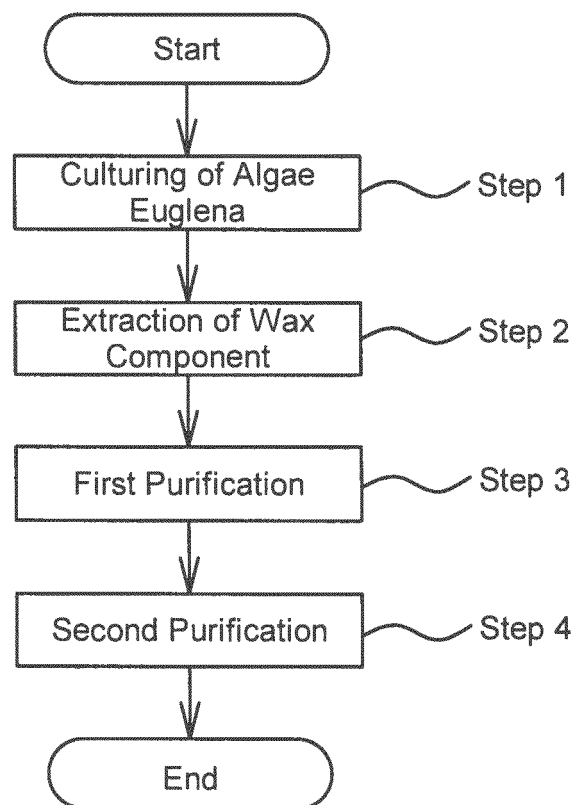 Start
Culturing of Algae
Euglena
Step 1
Extraction of Wax
Component
Step 2
First Purification
Step 3
Second Purification
Step 4
End